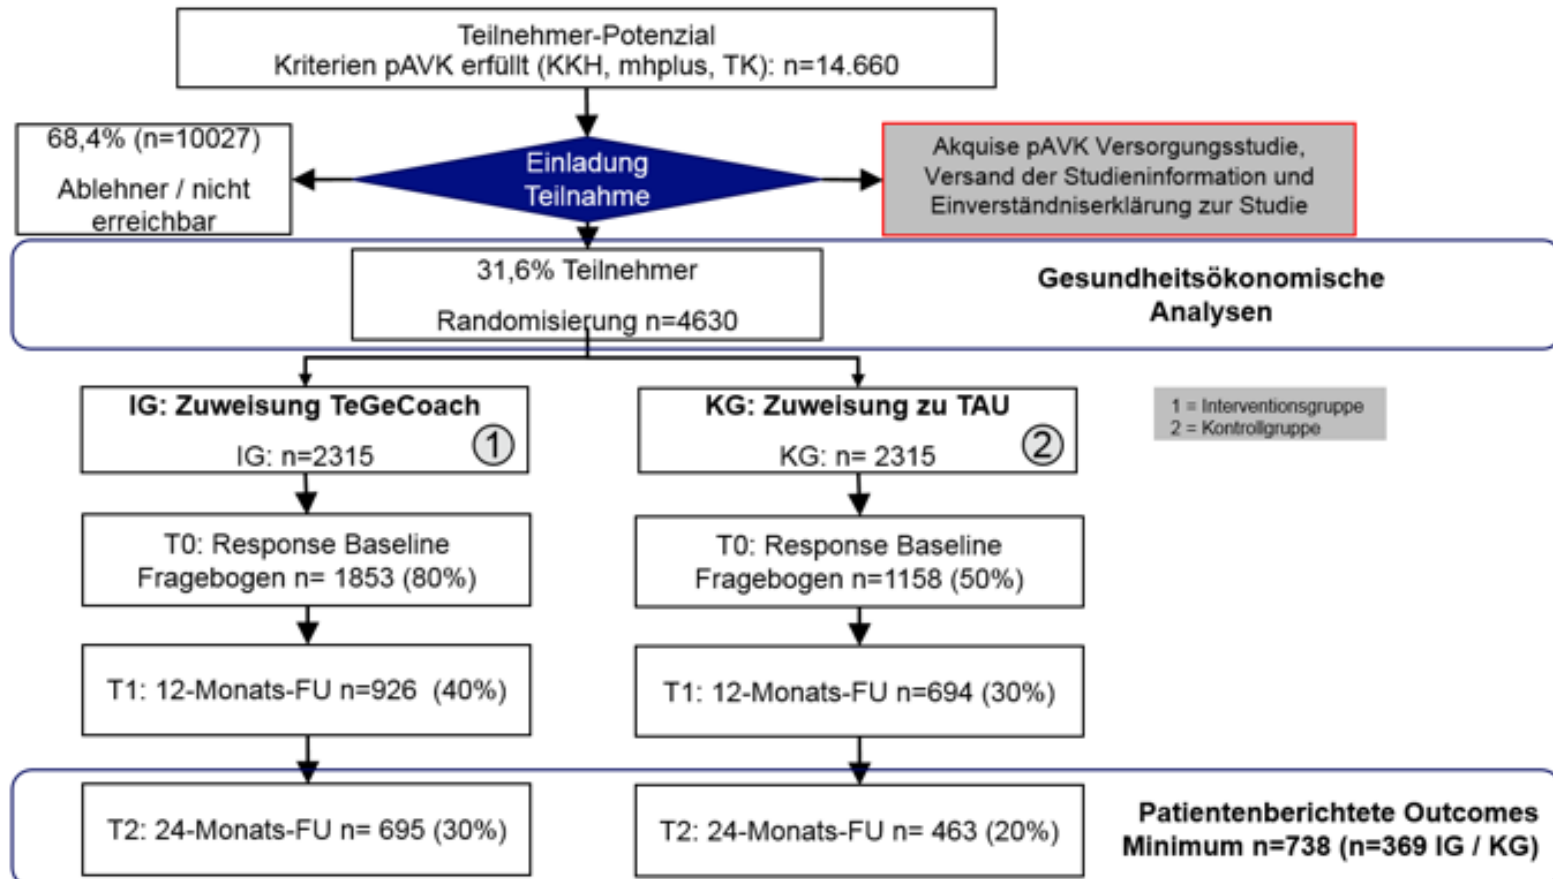 Teilnehmer-Potenzial
Kriterien pAVK erfüllt (KKH, mhplus, TK): n=14.660
68,4% (n=10027)
Ablehner / nicht
erreichbar
Einladung
Teilnahme
Akquise pAVK Versorgungsstudie,
Versand der Studieninformation und
Einverständniserklärung zur Studie
31,6% Teilnehmer
Randomisierung n=4630
Gesundheitsökonomische
Analysen
IG: Zuweisung TeGeCoach
IG: n=2315
1
KG: Zuweisung zu TAU
KG: n= 2315
2
1 = Interventionsgruppe
2 = Kontrollgruppe
T0: Response Baseline
Fragebogen n= 1853 (80%)
T0: Response Baseline
Fragebogen n=1158 (50%)
T1: 12-Monats-FU n=926 (40%)
T1: 12-Monats-FU n=694 (30%)
T2: 24-Monats-FU n= 695 (30%)
T2: 24-Monats-FU n= 463 (20%)
Patientenberichtete Outcomes
Minimum n=738 (n=369 IG / KG)